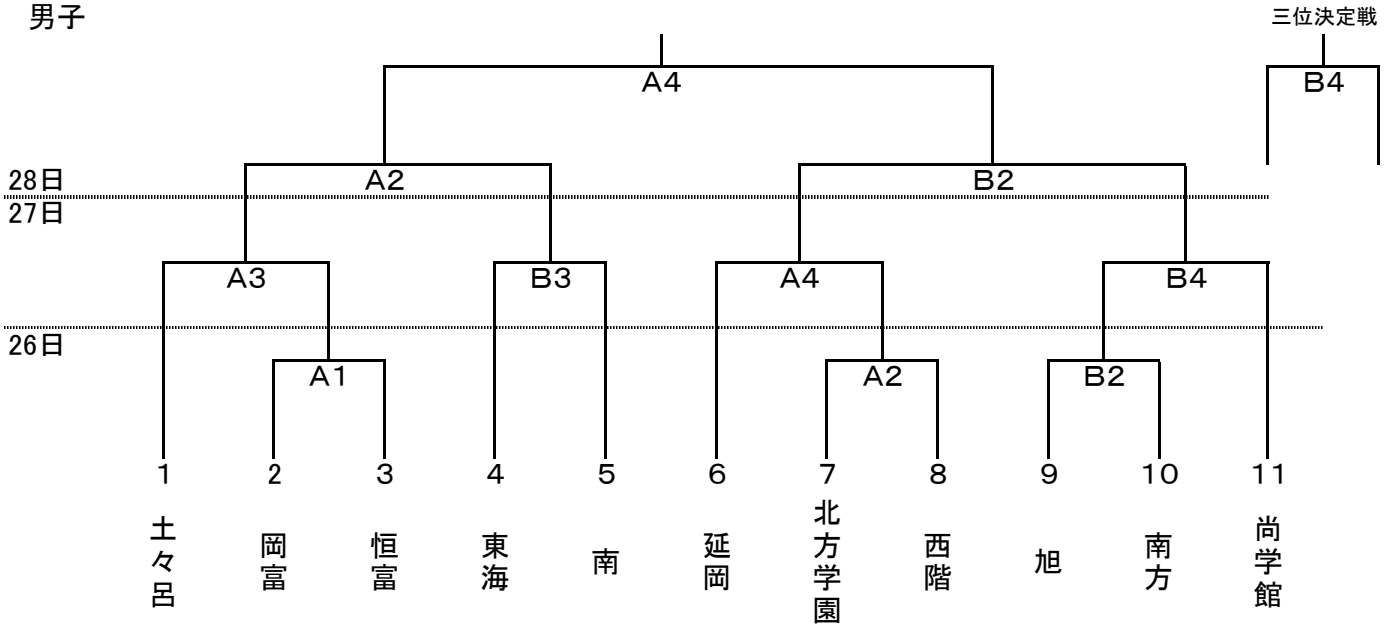 男子
三位決定戦
A4
B4
28日
A2
B2
27日
A3
B3
A4
B4
26日
A1
A2
B2
1 2 3 4 5 6 7 8 9 10 11
土々呂
岡富
恒富
東海
南
延岡
北方学園
西階
旭
南方
尚学館